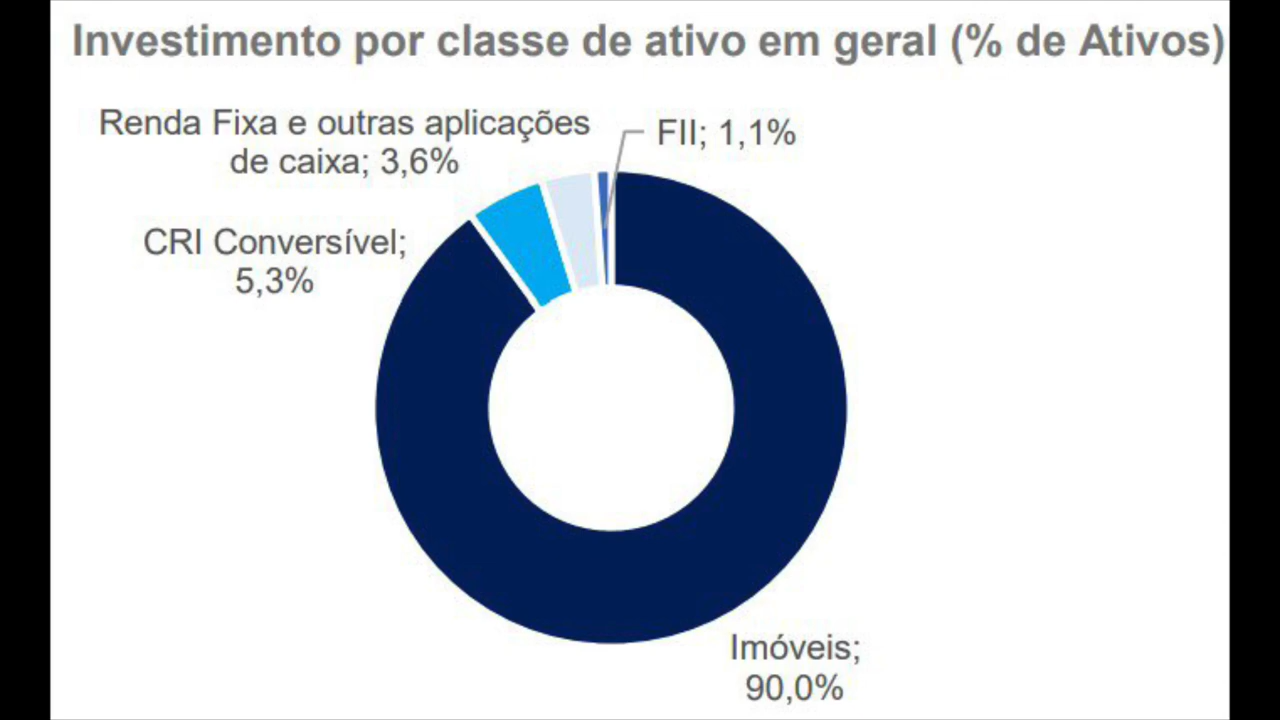 Investimento por classe de ativo em geral (% de Ativos)
Renda Fixa e outras aplicações
de caixa; 3,6%
FII; 1,1%
CRI Conversível;
5,3%
Imóveis;
90,0%